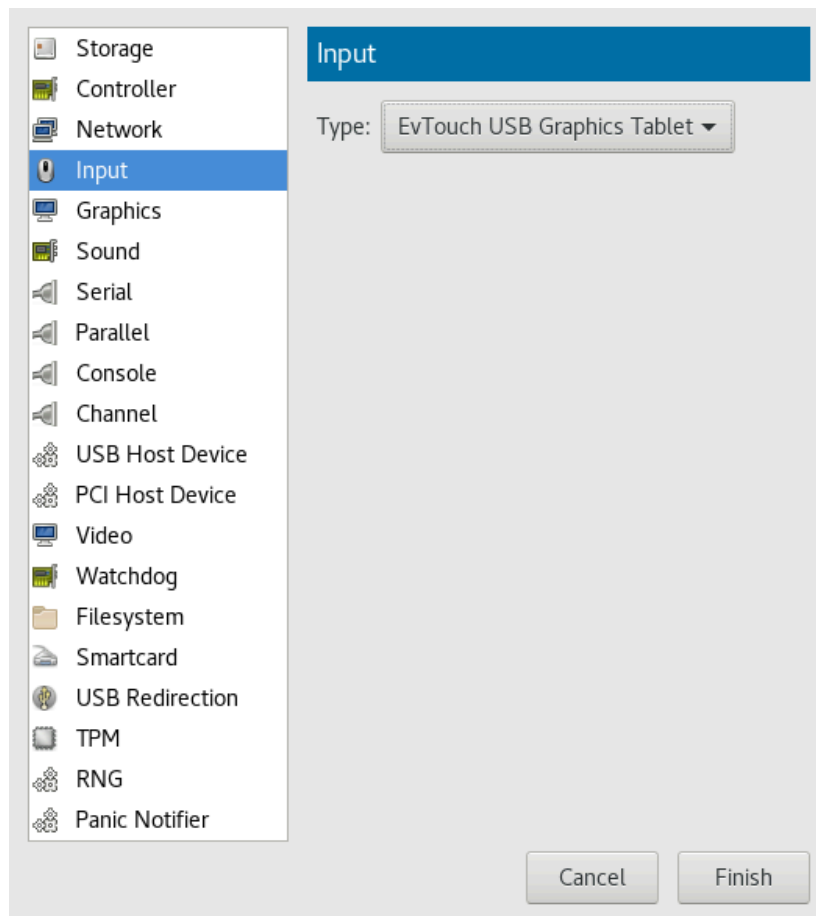 Storage
Controller
Network
Input
Graphics
Sound
Serial
Parallel
Console
Channel
USB Host Device
PCI Host Device
Video
Watchdog
Filesystem
Smartcard
USB Redirection
TPM
RNG
Panic Notifier
Input
Type: EvTouch USB Graphics Tablet
Cancel Finish